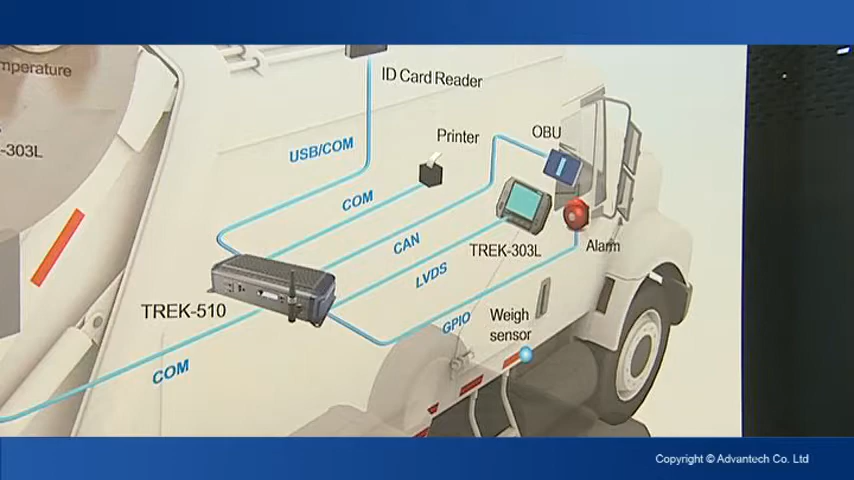 mperature
-303L
ID Card Reader
USB/COM
Printer
OBU
COM
CAN
TREK-303L
Alarm
LVDS
TREK-510
GPIO
Weigh
sensor
COM
Copyright © Advantech Co. Ltd